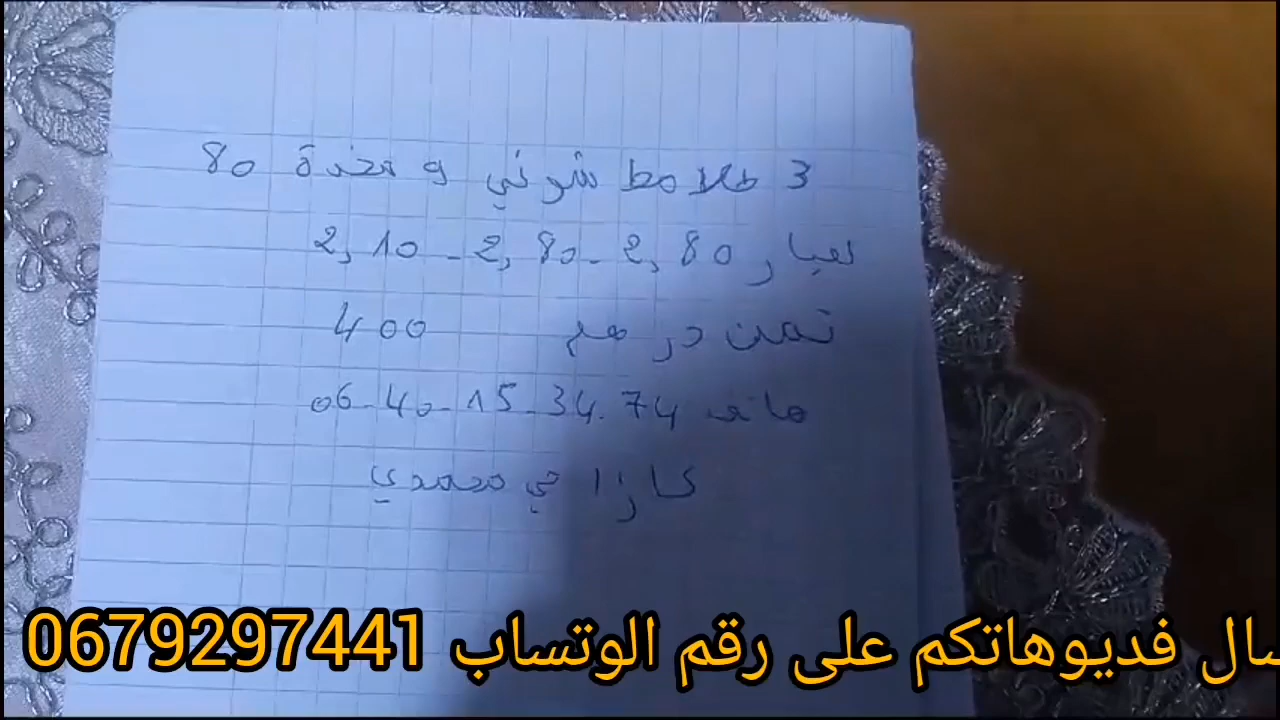 3 طلامط شوني و مخدة 80
لعبار 2,80 - 2,80 - 2,10
تمن درهم 400
هاتف 06-40-15-34.74
كازا حي محمدي
سال فديوهاتكم على رقم الوتساب 0679297441